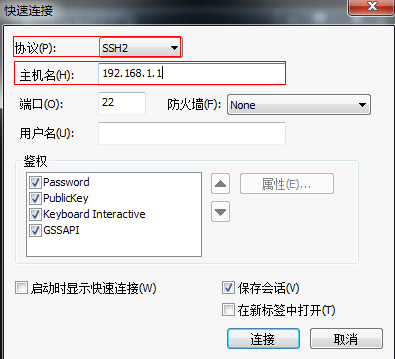 快速连接
协议(P): SSH2
主机名(H): 192.168.1.1
端口(O): 22 防火墙(F): None
用户名(U):
鉴权
Password
PublicKey
Keyboard Interactive
GSSAPI
属性(E)...
启动时显示快速连接(W)
保存会话(V)
在新标签中打开(T)
连接 取消